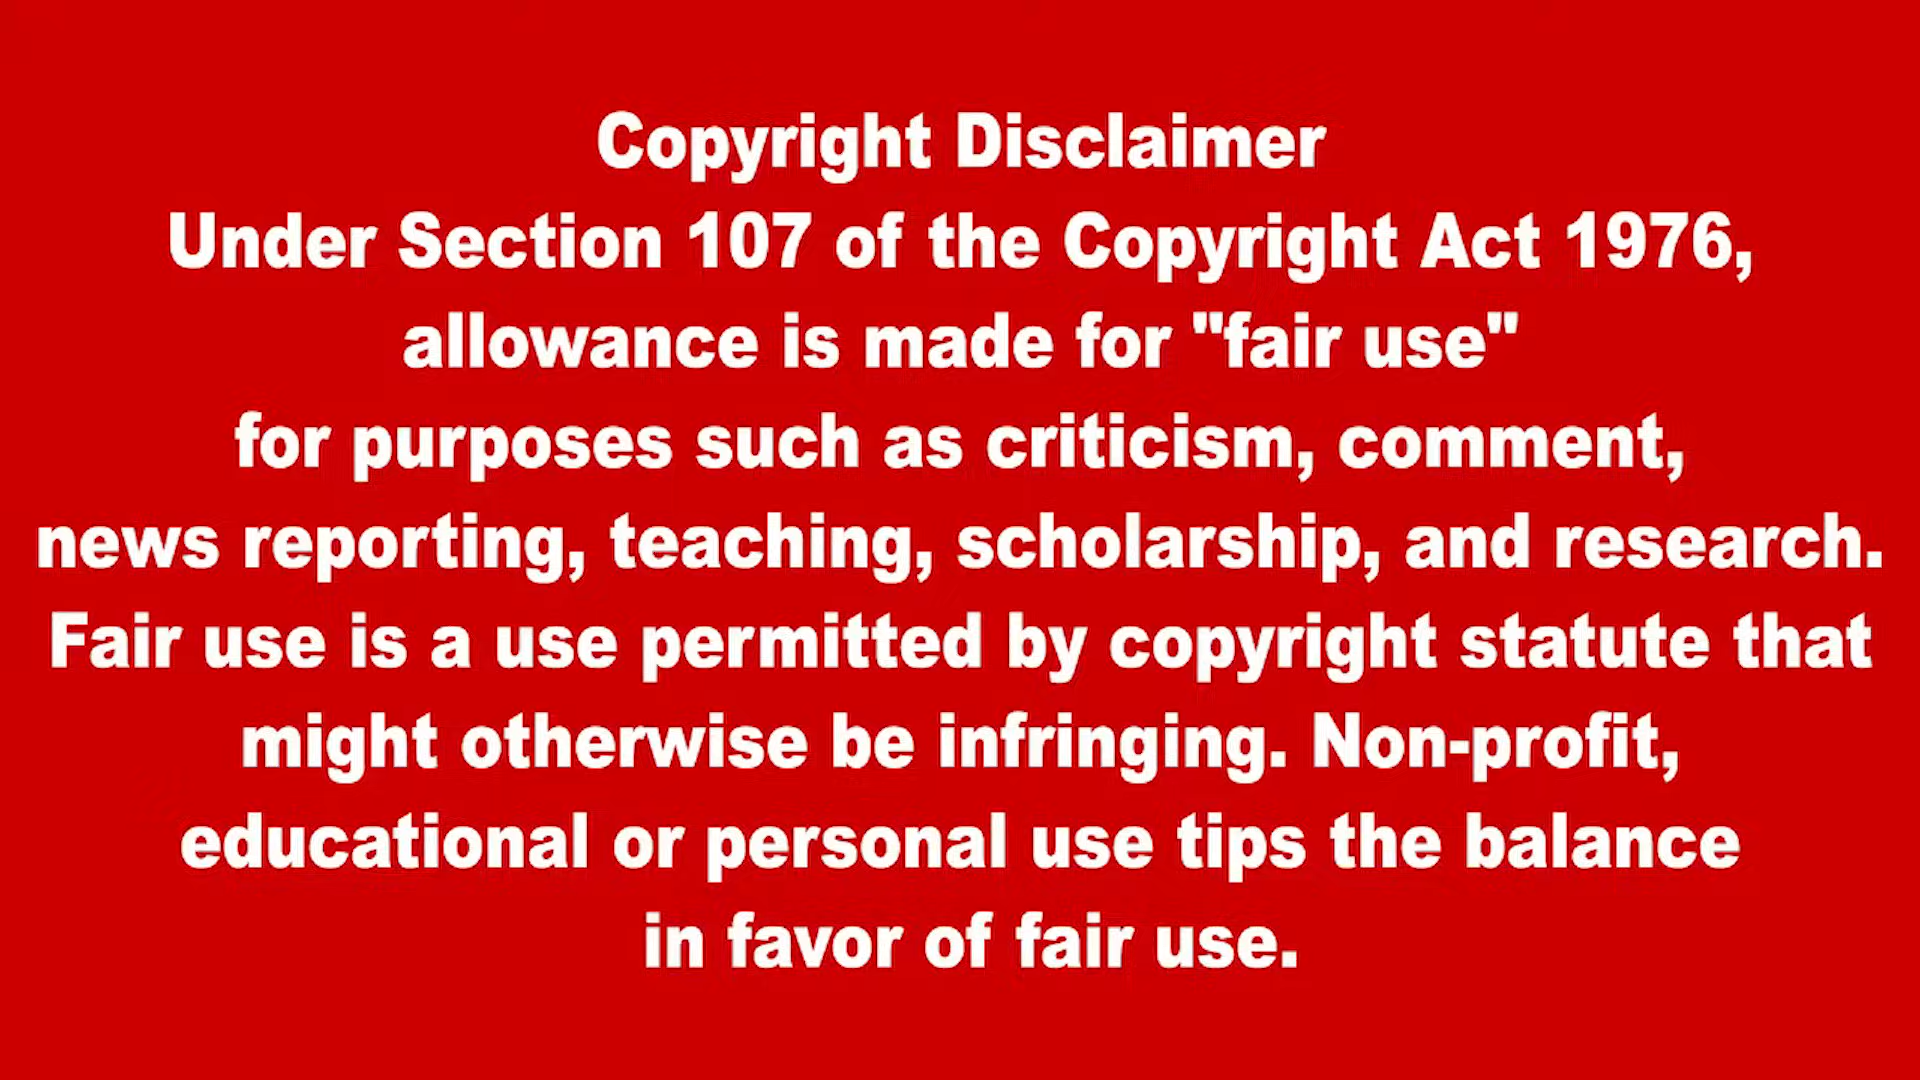 Copyright Disclaimer
Under Section 107 of the Copyright Act 1976,
allowance is made for "fair use"
for purposes such as criticism, comment,
news reporting, teaching, scholarship, and research.
Fair use is a use permitted by copyright statute that
might otherwise be infringing. Non-profit,
educational or personal use tips the balance
in favor of fair use.